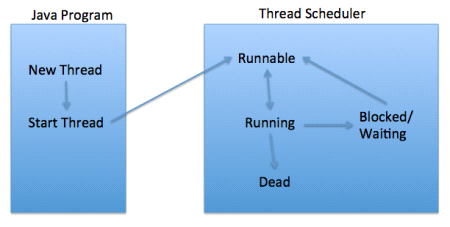 Java Program
Thread Scheduler
New Thread
Runnable
Start Thread
Running
Blocked/
Waiting
Dead